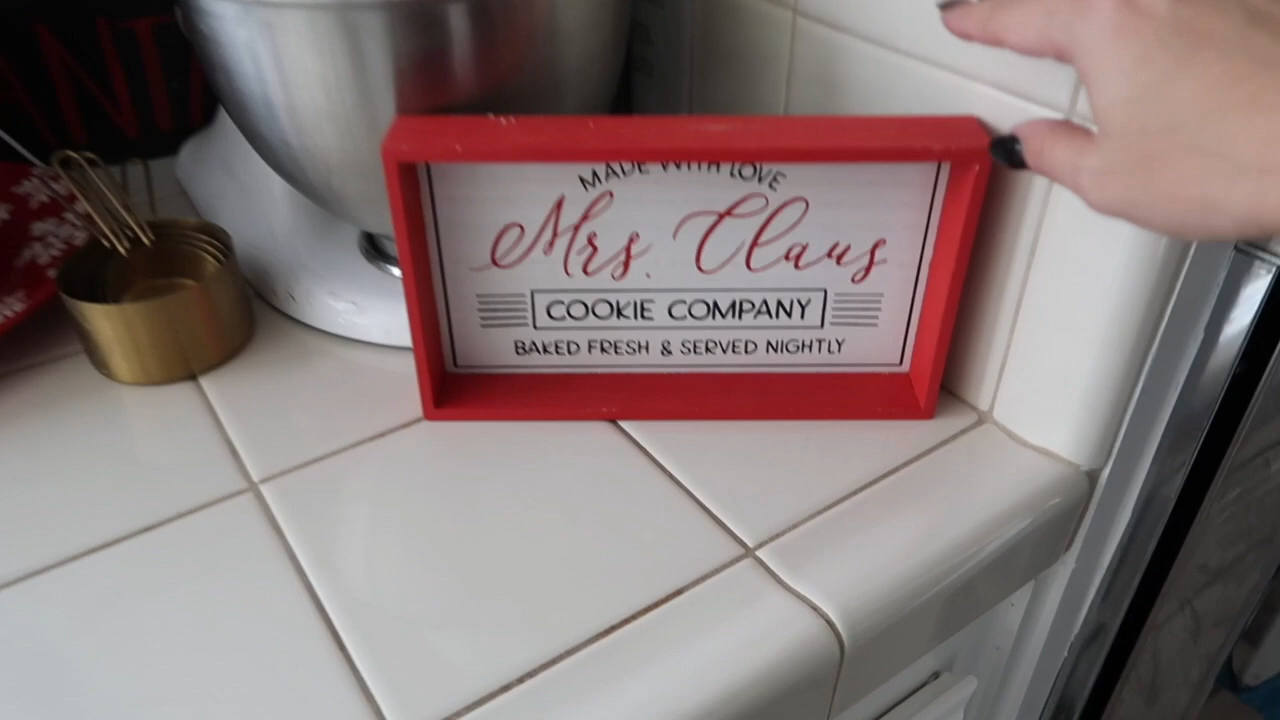 MADE WITH LOVE
Mrs. Claus
COOKIE COMPANY
BAKED FRESH & SERVED NIGHTLY